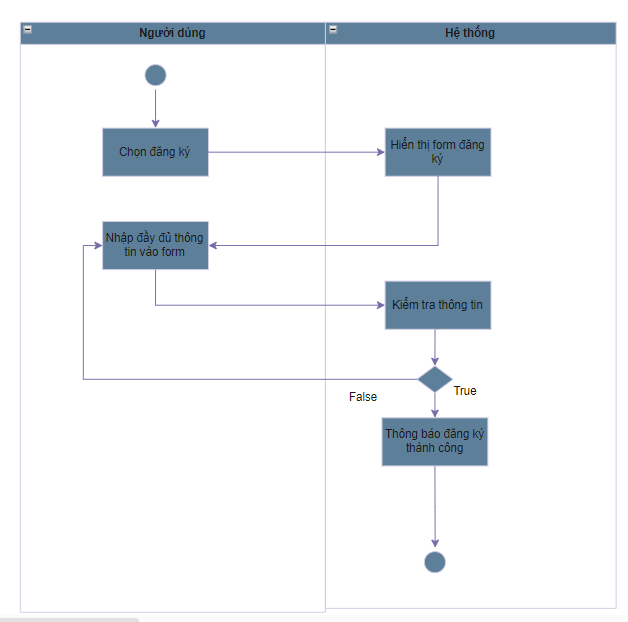 Người dùng
Hệ thống
Chọn đăng ký
Hiển thị form đăng
ký
Nhập đầy đủ thông
tin vào form
Kiểm tra thông tin
False
True
Thông báo đăng ký
thành công